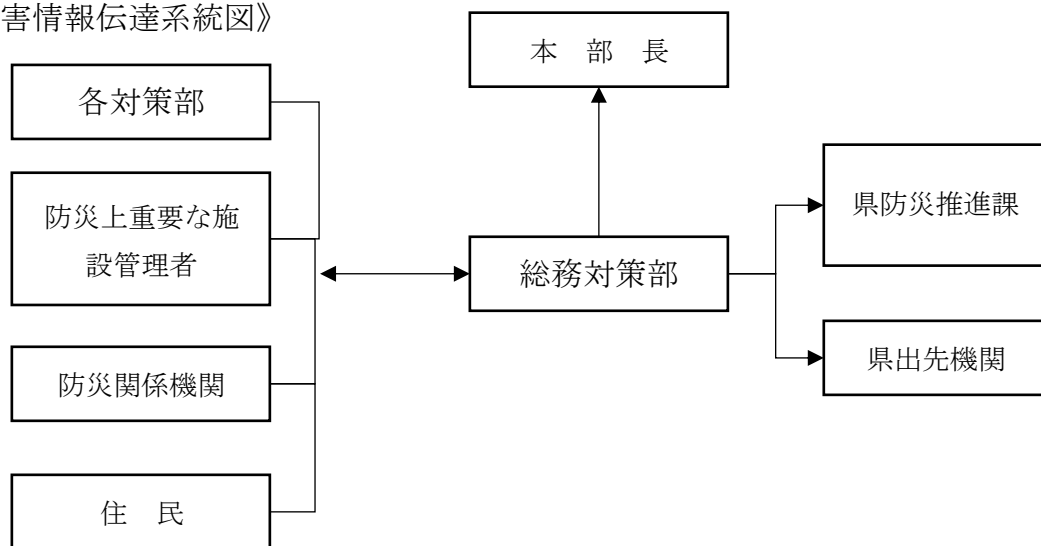 害情報伝達系統図》
本　部　長
各対策部
防災上重要な施
設管理者
県防災推進課
総務対策部
県出先機関
防災関係機関
住　民